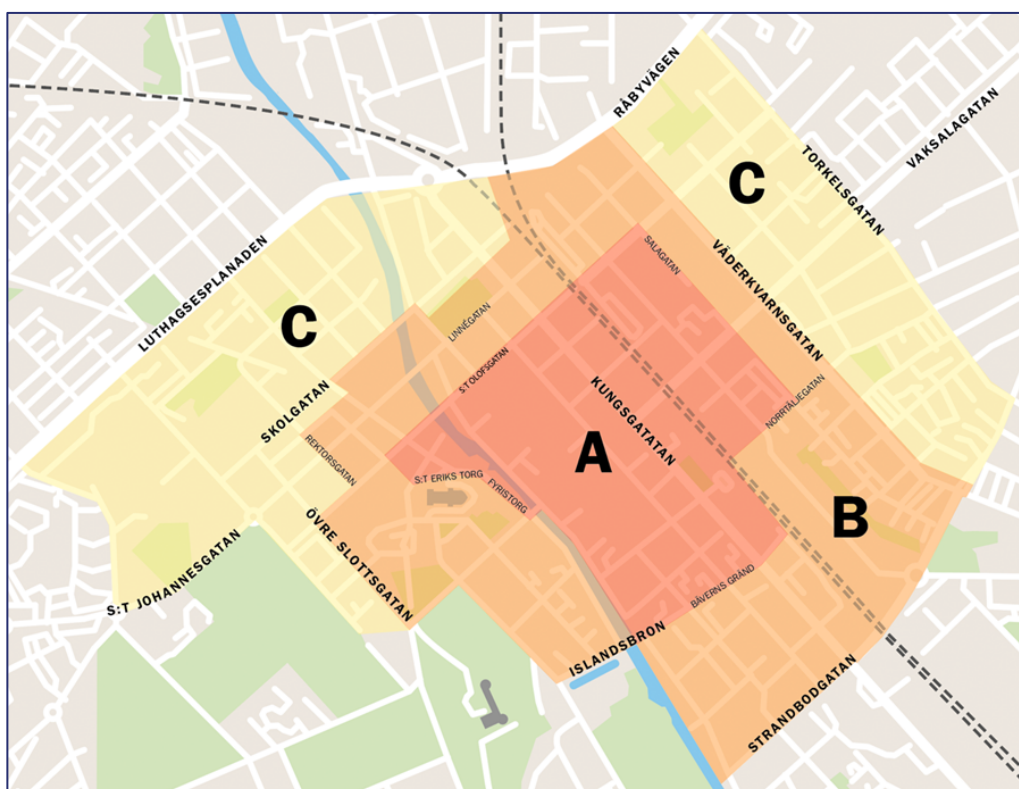 RÅBYVÄGEN
VAKSALAGATAN
TORKELSGATAN
C
LUTHAGSESPLANADEN
SALAGATAN
VÄDERKVARNSGATAN
C
LINNÉGATAN
S:T OLOFSGATAN
SKOLGATAN
KUNGSGATATAN
NORRTÄLJEGATAN
REKTORSGATAN
A
S:T ERIKS TORG
FYRISTORG
B
ÖVRE SLOTTSGATAN
S:T JOHANNESGATAN
BÄVERNS GRÄND
ISLANDSBRON
STRANDBODGATAN